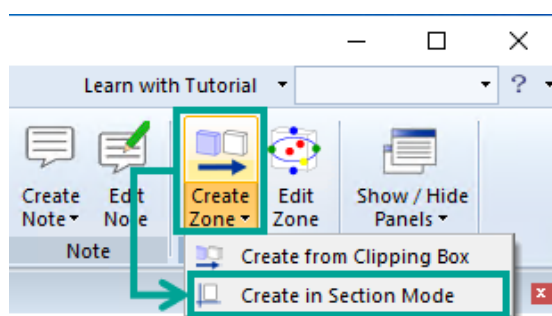 Learn with Tutorial
?
Create Edit Create Edit Show / Hide
Note Note Zone Zone Panels
Note
Create from Clipping Box
Create in Section Mode